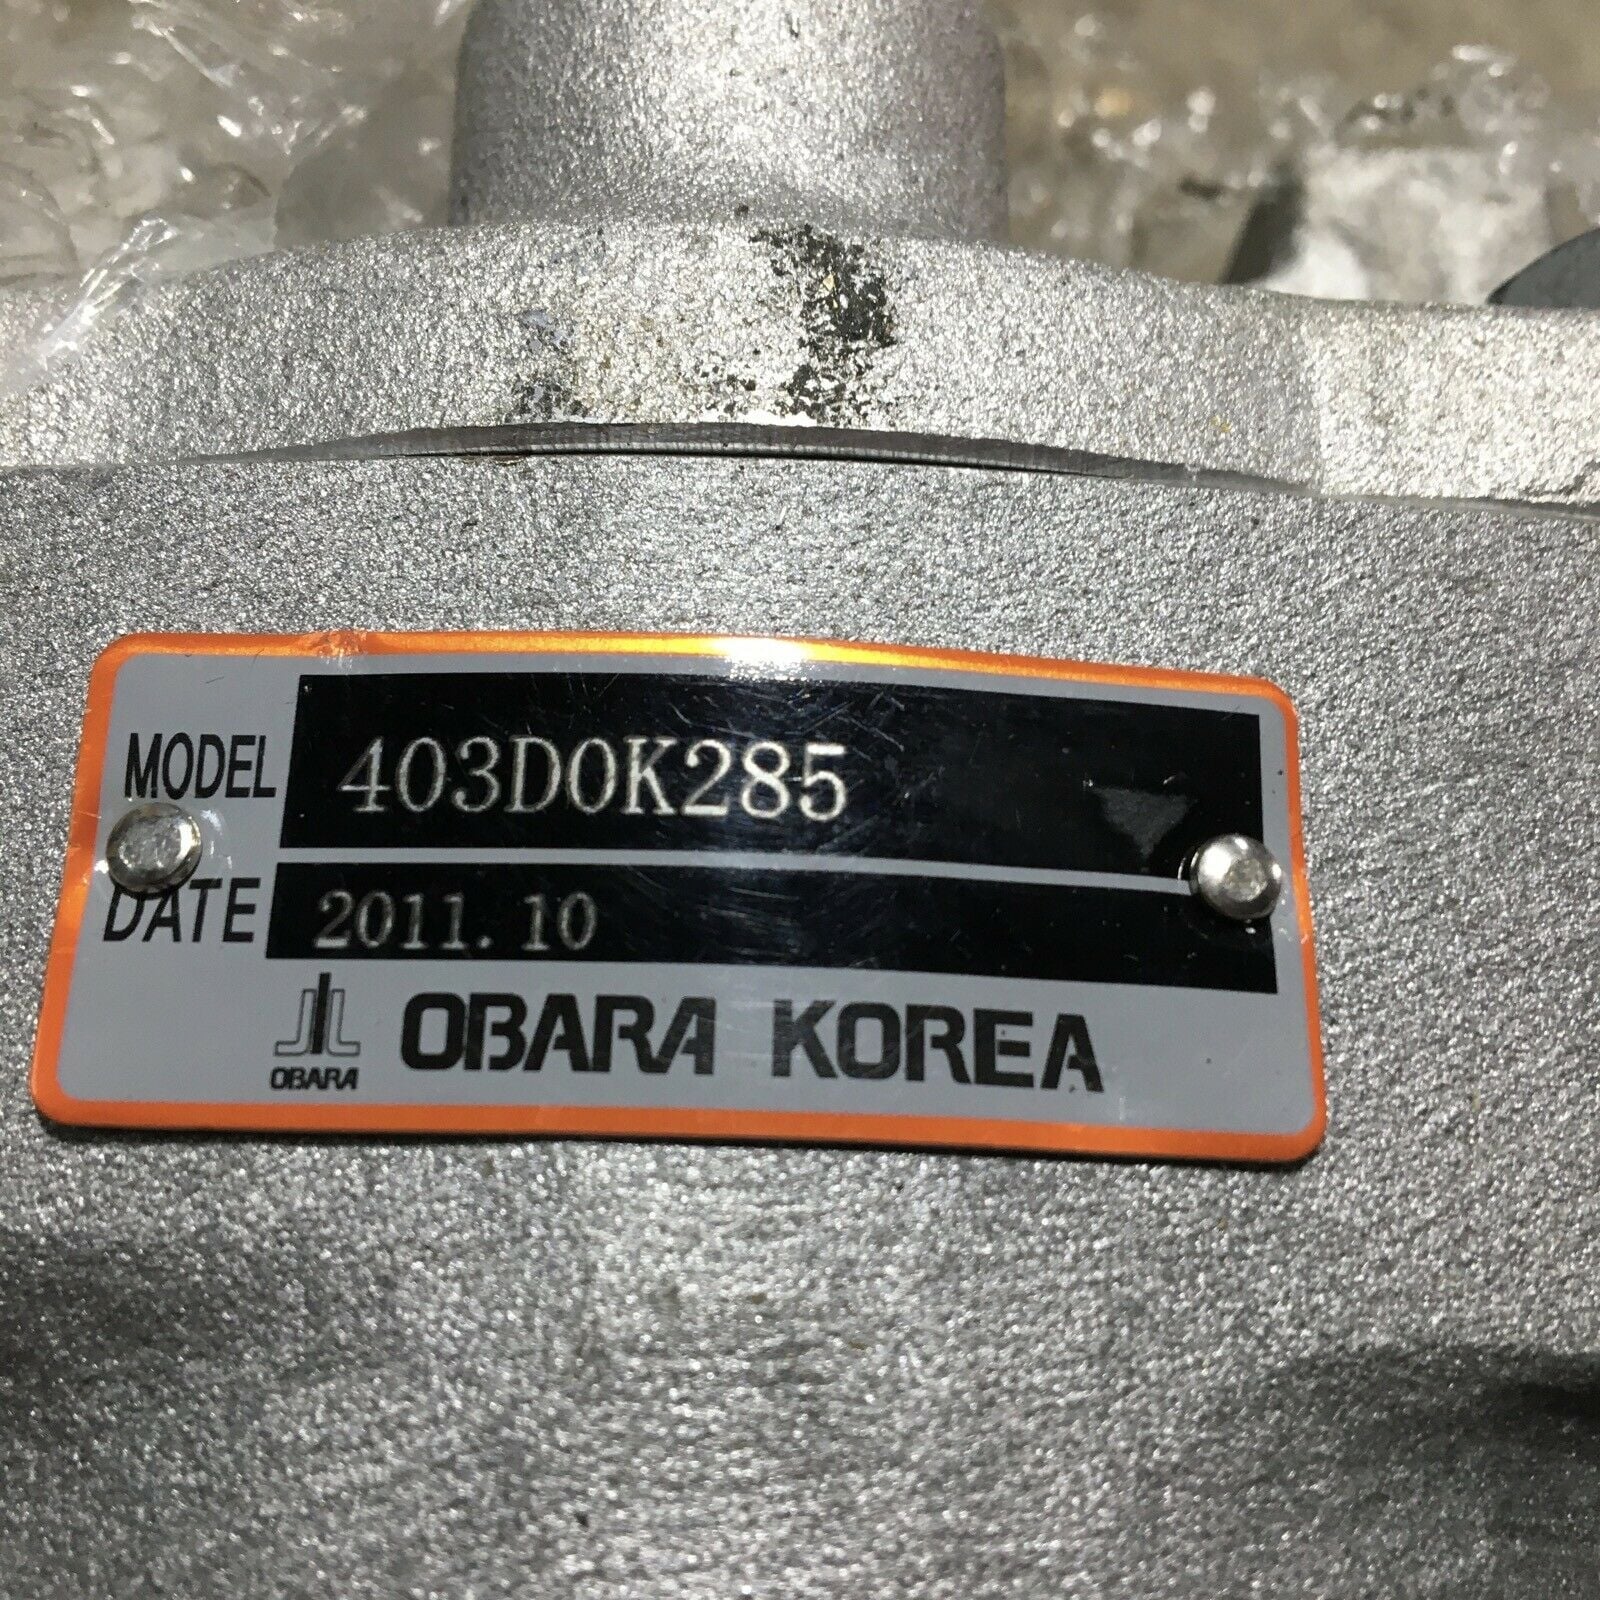 MODEL 403D0K285
DATE 2011. 10
OBARA OBARA KOREA